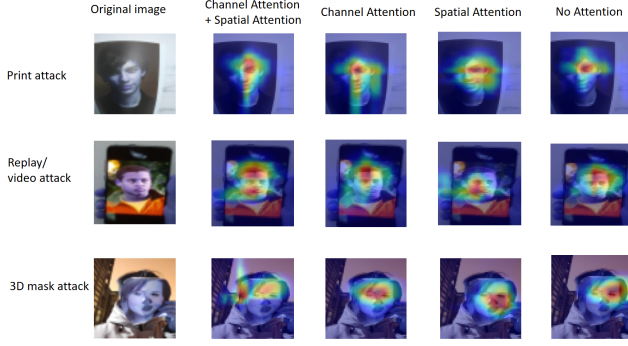 Original image
Channel Attention
+ Spatial Attention
Channel Attention
Spatial Attention
No Attention
Print attack
Replay/
video attack
3D mask attack